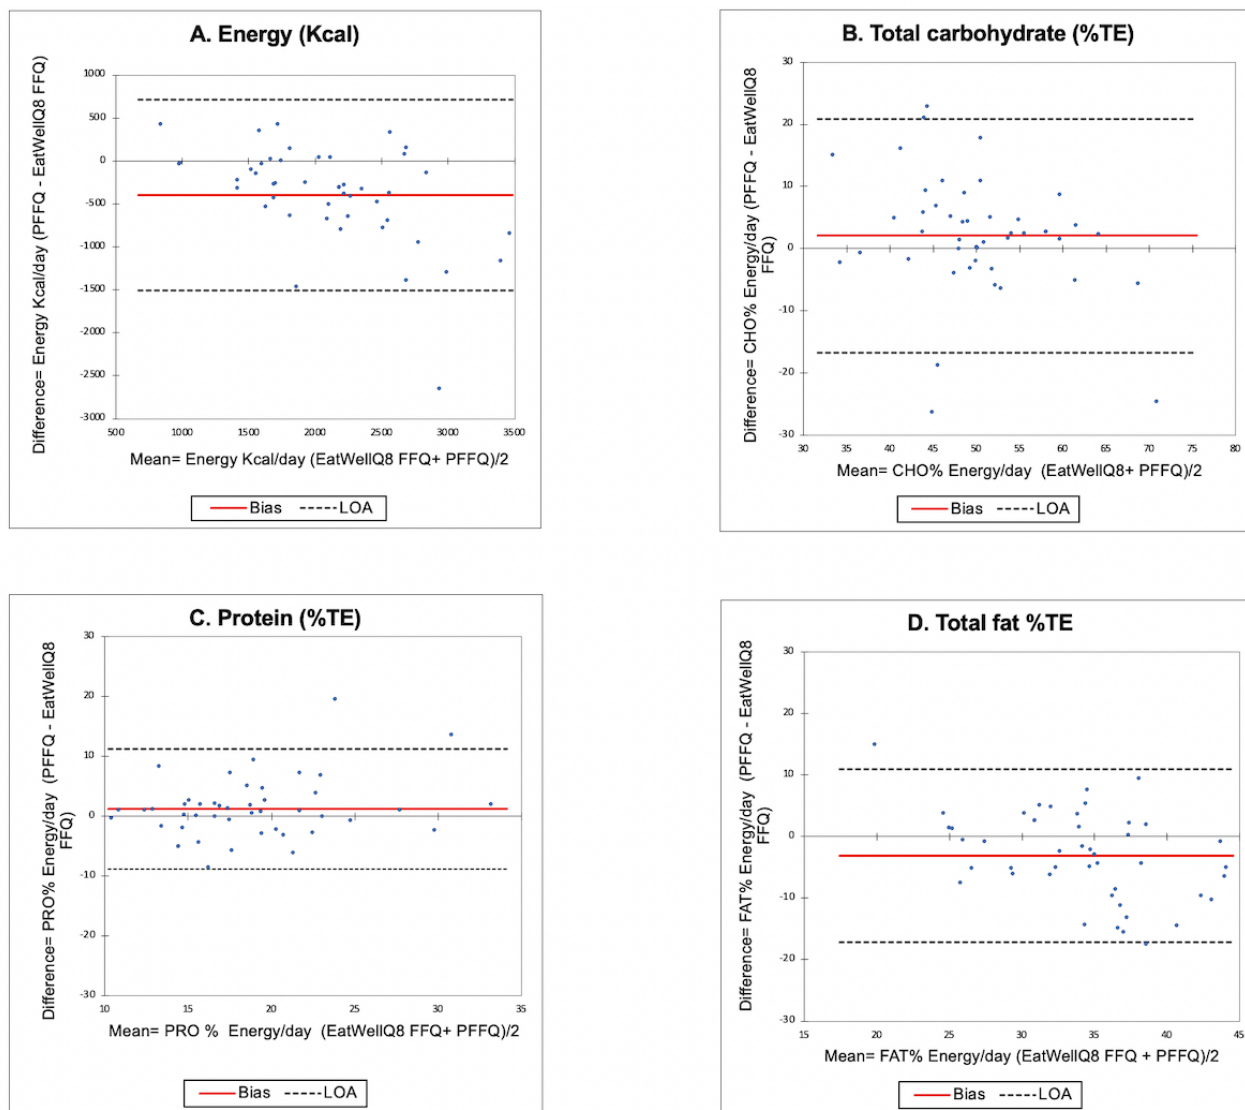 A. Energy (Kcal)
Difference= Energy Kcal/day (PFFQ - EatWellQ8 FFQ)
1000
500
0
-500
-1000
-1500
-2000
-2500
-3000
500 1000 1500 2000 2500 3000 3500
Mean= Energy Kcal/day (EatWellQ8 FFQ+ PFFQ)/2
Bias LOA
B. Total carbohydrate (%TE)
Difference= CHO% Energy/day (PFFQ - EatWellQ8
FFQ)
30
20
10
0
-10
-20
-30
30 35 40 45 50 55 60 65 70 75 80
Mean= CHO% Energy/day (EatWellQ8+ PFFQ)/2
Bias LOA
C. Protein (%TE)
Difference= PRO% Energy/day (PFFQ - EatWellQ8
FFQ)
30
20
10
0
-10
-20
-30
10 15 20 25 30 35
Mean= PRO % Energy/day (EatWellQ8 FFQ+ PFFQ)/2
Bias LOA
D. Total fat %TE
Difference= FAT% Energy/day (PFFQ - EatWellQ8
FFQ)
30
20
10
0
-10
-20
-30
15 20 25 30 35 40 45
Mean= FAT% Energy/day (EatWellQ8 FFQ + PFFQ)/2
Bias LOA